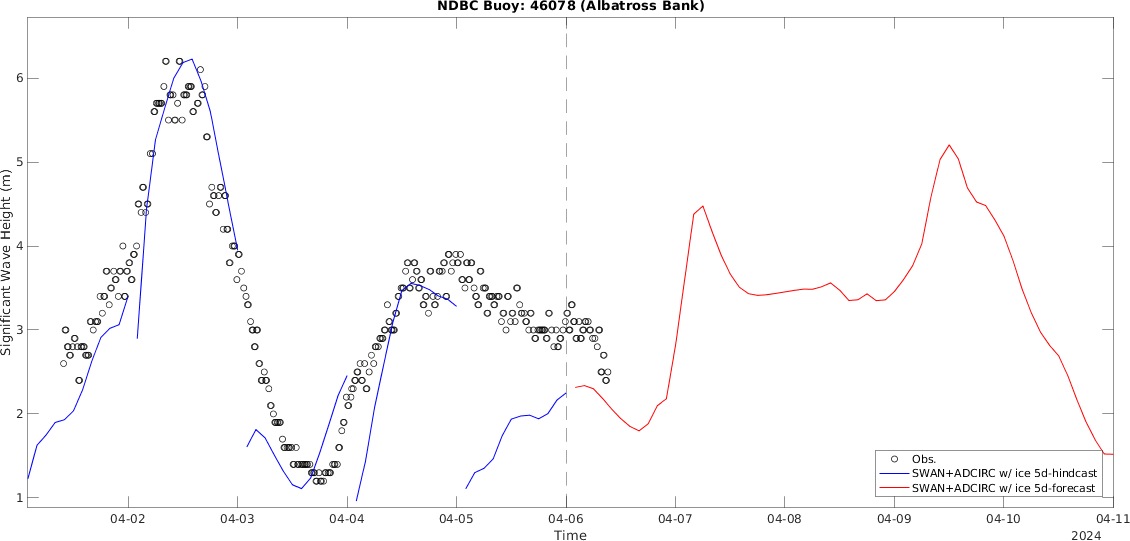 NDBC Buoy: 46078 (Albatross Bank)
Significant Wave Height (m)
6
5
4
3
2
1
Obs.
SWAN+ADCIRC w/ ice 5d-hindcast
SWAN+ADCIRC w/ ice 5d-forecast
04-02 04-03 04-04 04-05 04-06 04-07 04-08 04-09 04-10 04-11
Time
2024